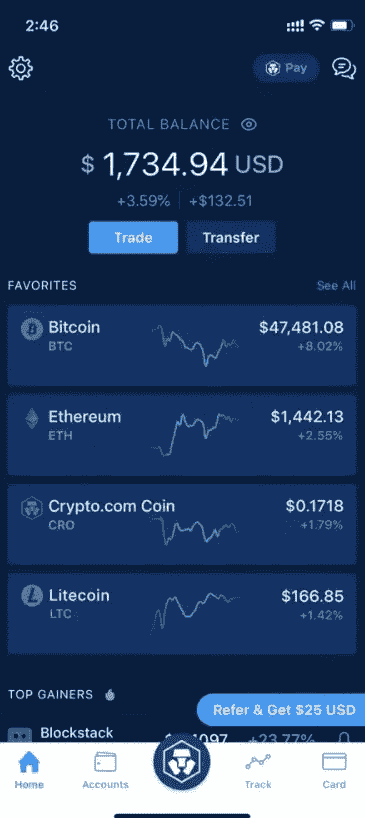 2:46
Pay
TOTAL BALANCE
$ 1,734.94 USD
+3.59% +$132.51
Trade Transfer
FAVORITES See All
Bitcoin $47,481.08
BTC +8.02%
Ethereum $1,442.13
ETH +2.55%
Crypto.com Coin $0.1718
CRO +1.79%
Litecoin $166.85
LTC +1.42%
TOP GAINERS
Refer & Get $25 USD
Blockstack +23.77%
Home Accounts Track Card